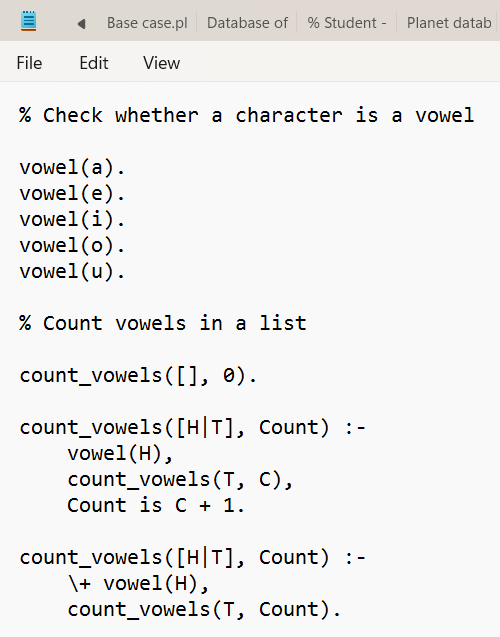 Base case.pl Database of % Student - Planet datab
File Edit View
% Check whether a character is a vowel
vowel(a).
vowel(e).
vowel(i).
vowel(o).
vowel(u).
% Count vowels in a list
count_vowels([], 0).
count_vowels([H|T], Count) :-
    vowel(H),
    count_vowels(T, C),
    Count is C + 1.
count_vowels([H|T], Count) :-
    \+ vowel(H),
    count_vowels(T, Count).